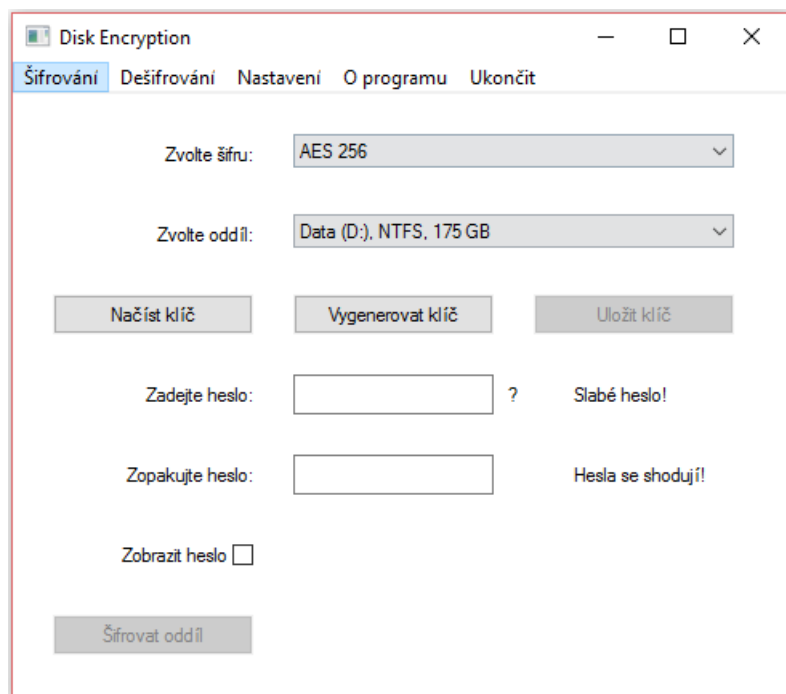 Disk Encryption
Šifrování Dešifrování Nastavení O programu Ukončit
Zvolte šifru: AES 256
Zvolte oddíl: Data (D:), NTFS, 175 GB
Načíst klíč Vygenerovat klíč Uložit klíč
Zadejte heslo: ? Slabé heslo!
Zopakujte heslo: Hesla se shodují!
Zobrazit heslo
Šifrovat oddíl